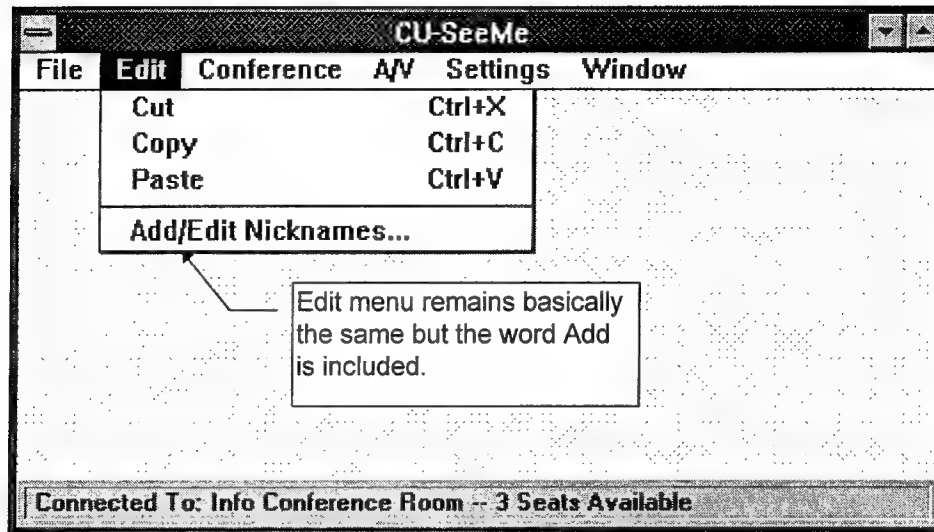 CU-SeeMe
File Edit Conference A/V Settings Window
Cut Ctrl+X
Copy Ctrl+C
Paste Ctrl+V
Add/Edit Nicknames...
Edit menu remains basically
the same but the word Add
is included.
Connected To: Info Conference Room -- 3 Seats Available